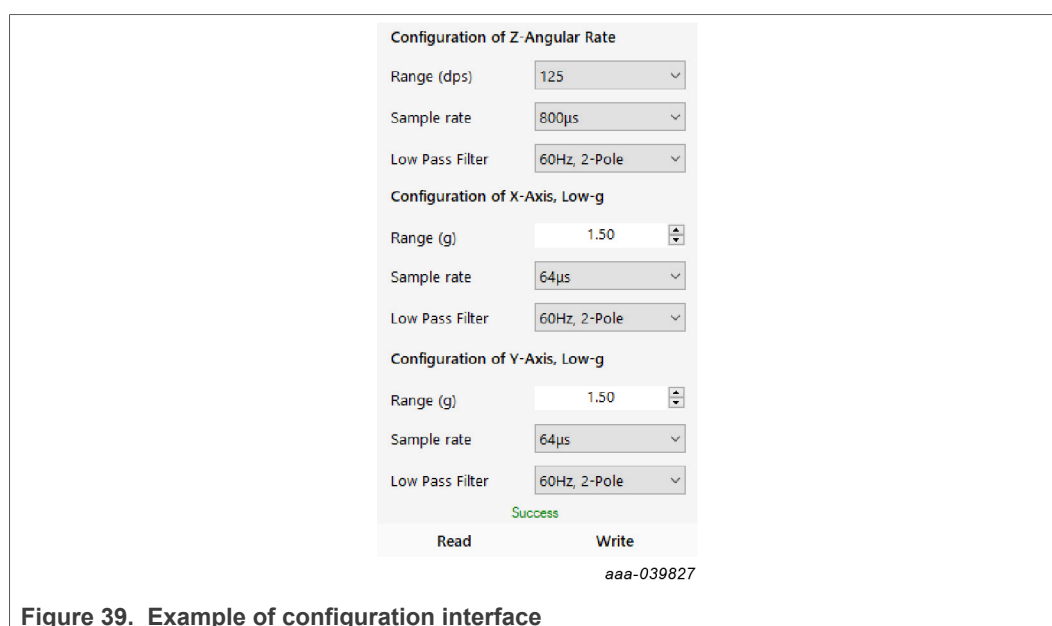 Configuration of Z-Angular Rate
Range (dps) 125
Sample rate 800µs
Low Pass Filter 60Hz, 2-Pole
Configuration of X-Axis, Low-g
Range (g) 1.50
Sample rate 64µs
Low Pass Filter 60Hz, 2-Pole
Configuration of Y-Axis, Low-g
Range (g) 1.50
Sample rate 64µs
Low Pass Filter 60Hz, 2-Pole
Success
Read Write
aaa-039827
Figure 39. Example of configuration interface